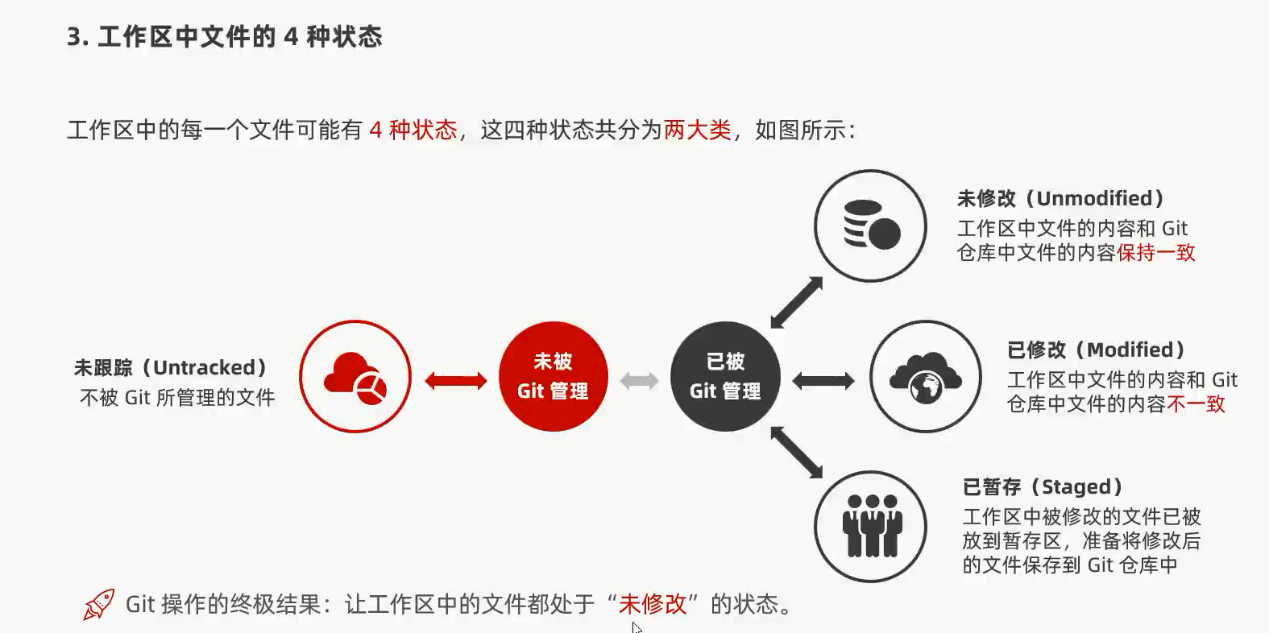 3. 工作区中文件的 4 种状态
工作区中的每一个文件可能有 4 种状态，这四种状态共分为两大类，如图所示：
未修改（Unmodified）
工作区中文件的内容和 Git
仓库中文件的内容保持一致
未跟踪（Untracked）
不被 Git 所管理的文件
未被
Git 管理
已被
Git 管理
已修改（Modified）
工作区中文件的内容和 Git
仓库中文件的内容不一致
已暂存（Staged）
工作区中被修改的文件已被
放到暂存区，准备将修改后
的文件保存到 Git 仓库中
Git 操作的终极结果：让工作区中的文件都处于“未修改”的状态。